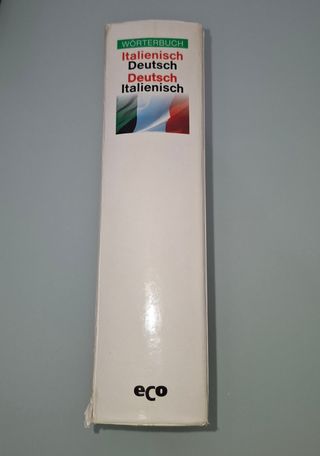 WÖRTERBUCH
Italienisch
Deutsch
Deutsch
Italienisch
eco